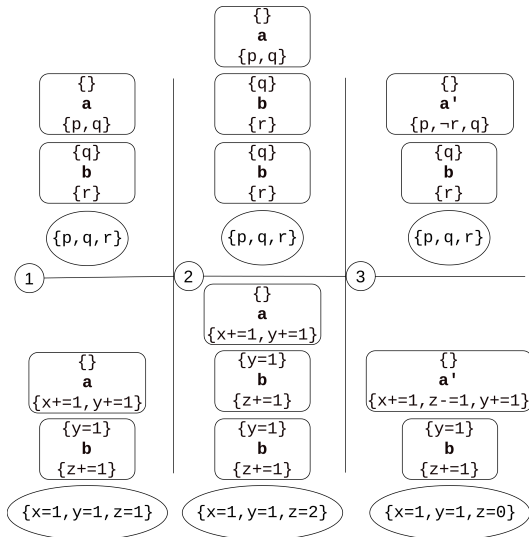 {}
a
{p,q}
{q}
b
{r}
{p,q,r}
{}
a
{p,q}
{q}
b
{r}
{q}
b
{r}
{p,q,r}
{}
a'
{p,¬r,q}
{q}
b
{r}
{p,q,r}
1
2
3
{}
a
{x+=1,y+=1}
{y=1}
b
{z+=1}
{x=1,y=1,z=1}
{}
a
{x+=1,y+=1}
{y=1}
b
{z+=1}
{y=1}
b
{z+=1}
{x=1,y=1,z=2}
{}
a'
{x+=1,z-=1,y+=1}
{y=1}
b
{z+=1}
{x=1,y=1,z=0}